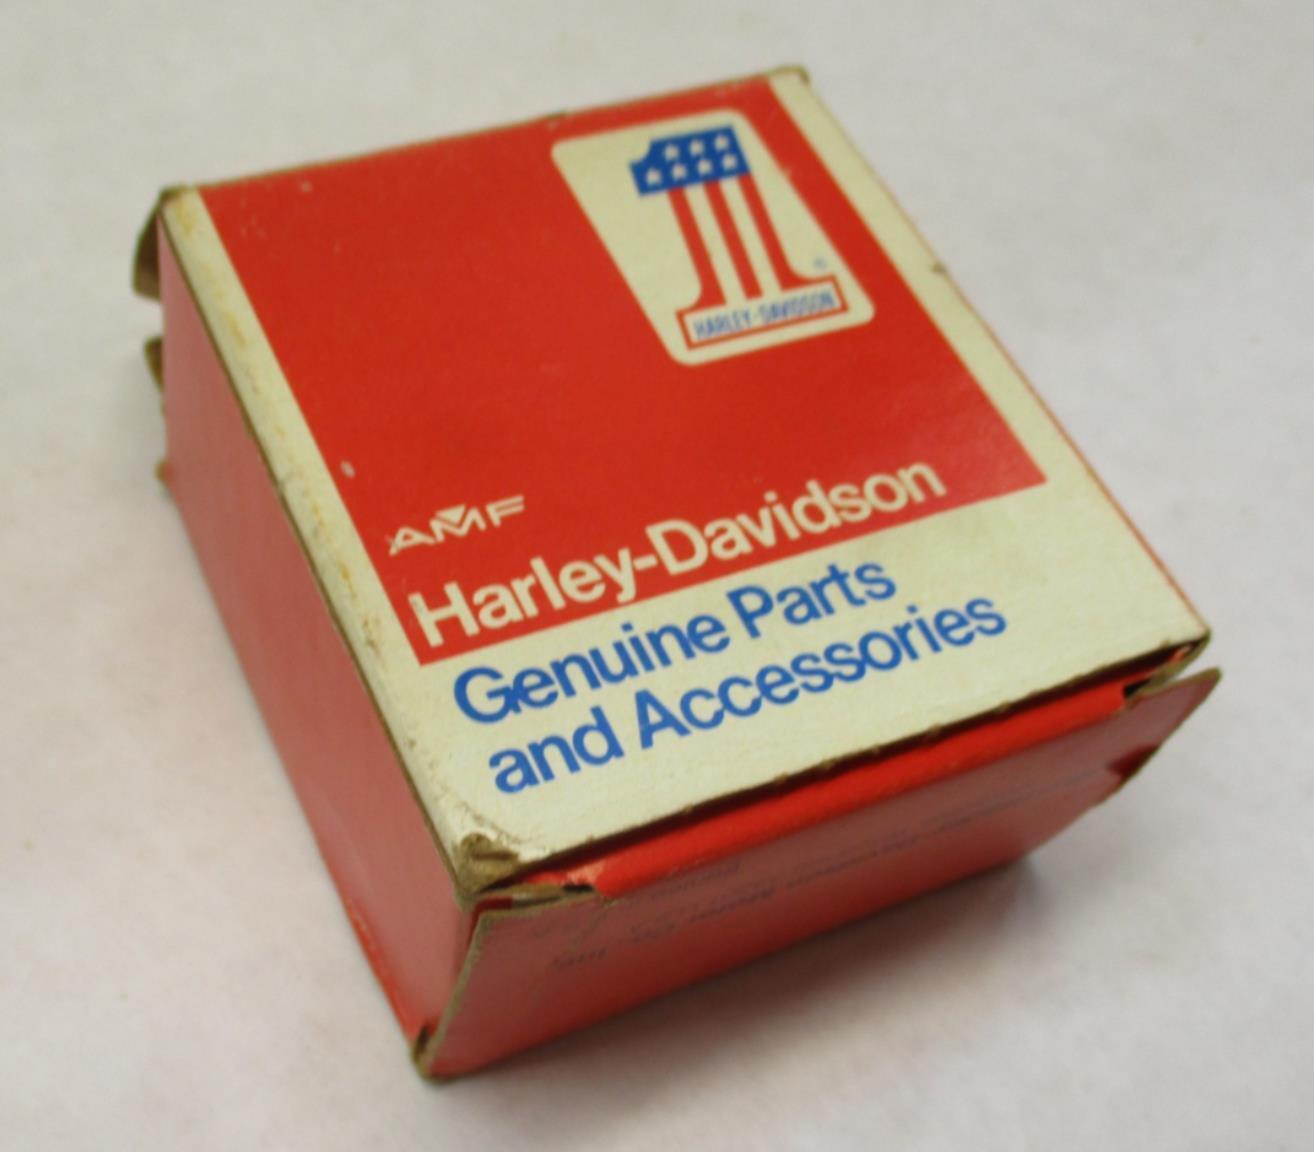 HARLEY-DAVIDSON
®
AMF
Harley-Davidson
Genuine Parts
and Accessories